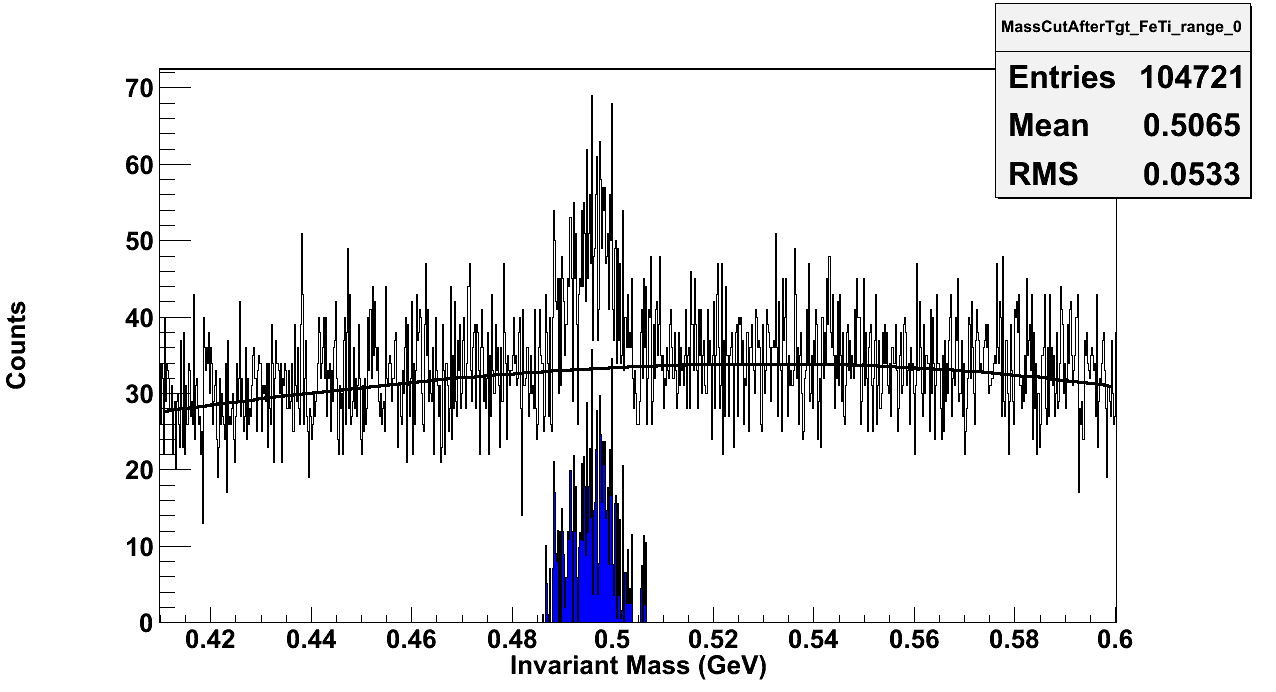 MassCutAfterTgt_FeTi_range_0
Entries 104721
Mean 0.5065
RMS 0.0533
70
60
50
40
30
20
10
0
Counts
0.42 0.44 0.46 0.48 0.5 0.52 0.54 0.56 0.58 0.6
Invariant Mass (GeV)